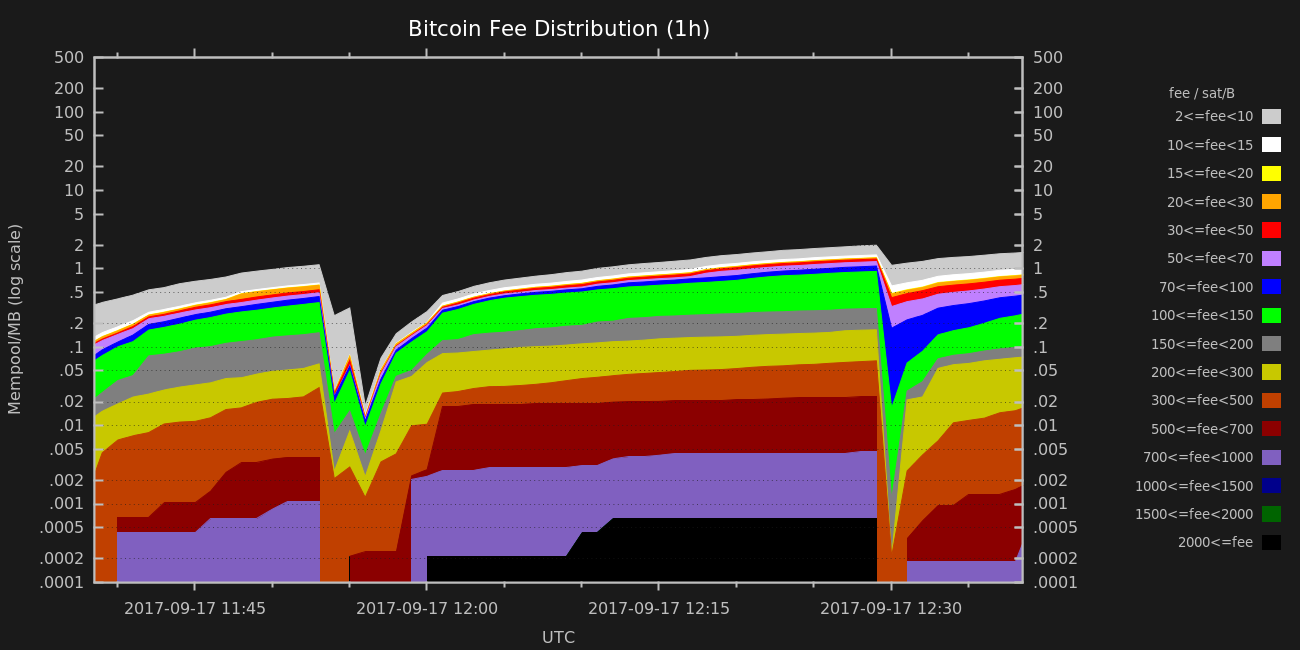 Bitcoin Fee Distribution (1h)
Mempool/MB (log scale)
500
200
100
50
20
10
5
2
1
.5
.2
.1
.05
.02
.01
.005
.002
.001
.0005
.0002
.0001
500
200
100
50
20
10
5
2
1
.5
.2
.1
.05
.02
.01
.005
.002
.001
.0005
.0002
.0001
2017-09-17 11:45
2017-09-17 12:00
2017-09-17 12:15
2017-09-17 12:30
UTC
fee / sat/B
2<=fee<10
10<=fee<15
15<=fee<20
20<=fee<30
30<=fee<50
50<=fee<70
70<=fee<100
100<=fee<150
150<=fee<200
200<=fee<300
300<=fee<500
500<=fee<700
700<=fee<1000
1000<=fee<1500
1500<=fee<2000
2000<=fee